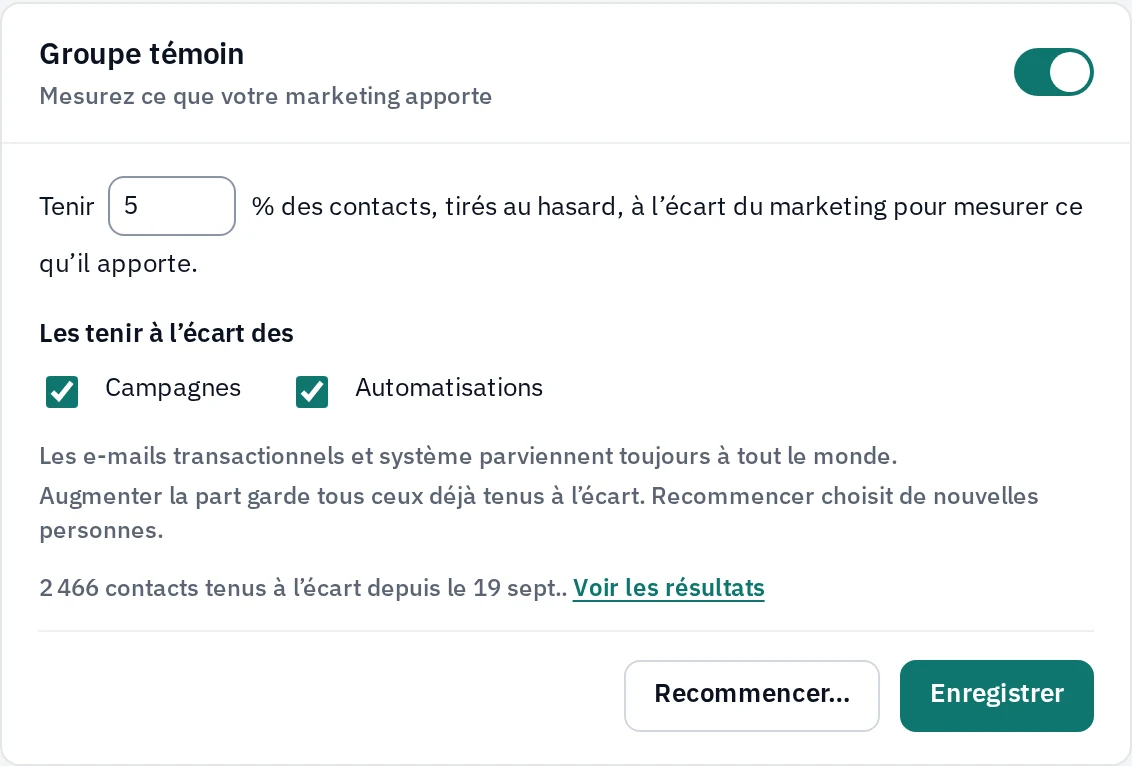 Groupe témoin
Mesurez ce que votre marketing apporte
Tenir 5 % des contacts, tirés au hasard, à l’écart du marketing pour mesurer ce
qu’il apporte.
Les tenir à l’écart des
Campagnes Automatisations
Les e-mails transactionnels et système parviennent toujours à tout le monde.
Augmenter la part garde tous ceux déjà tenus à l’écart. Recommencer choisit de nouvelles
personnes.
2 466 contacts tenus à l’écart depuis le 19 sept.. Voir les résultats
Recommencer… Enregistrer